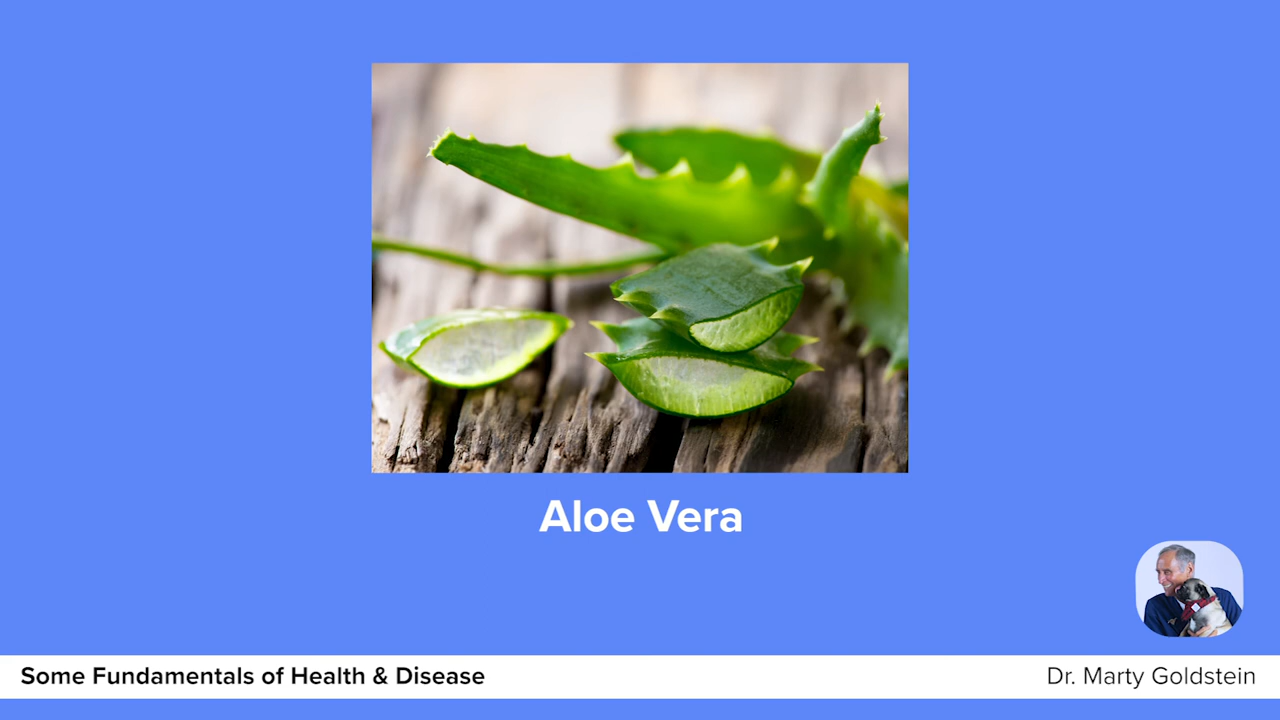 Aloe Vera
Some Fundamentals of Health & Disease
Dr. Marty Goldstein